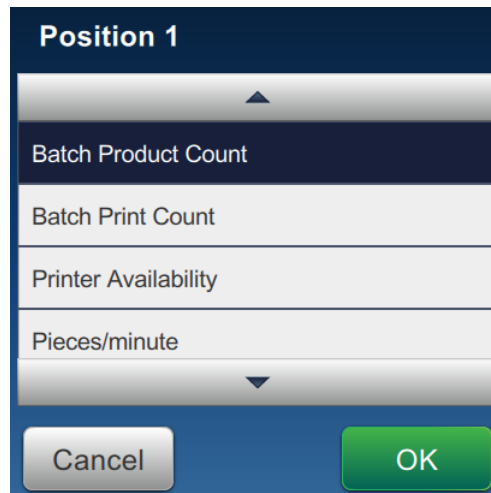 Position 1
Batch Product Count
Batch Print Count
Printer Availability
Pieces/minute
Cancel
OK